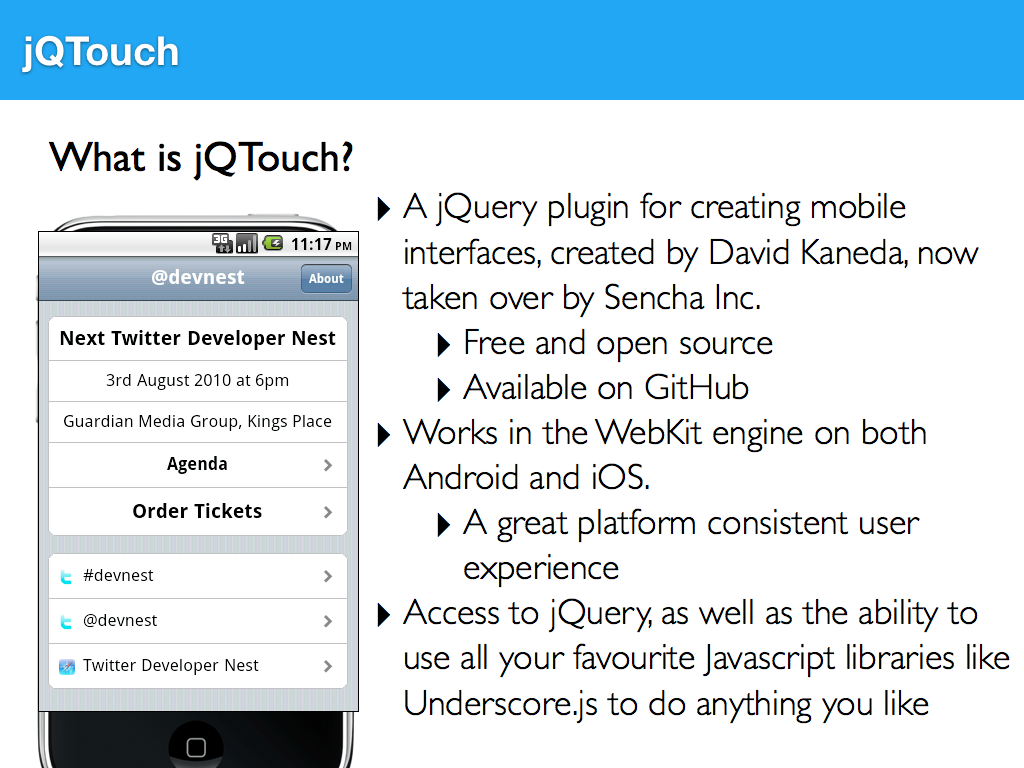 jQTouch
What is jQTouch?
3G 11:17 PM
@devnest
About
Next Twitter Developer Nest
3rd August 2010 at 6pm
Guardian Media Group, Kings Place
Agenda
Order Tickets
#devnest
@devnest
Twitter Developer Nest
A jQuery plugin for creating mobile
interfaces, created by David Kaneda, now
taken over by Sencha Inc.
Free and open source
Available on GitHub
Works in the WebKit engine on both
Android and iOS.
A great platform consistent user
experience
Access to jQuery, as well as the ability to
use all your favourite Javascript libraries like
Underscore.js to do anything you like